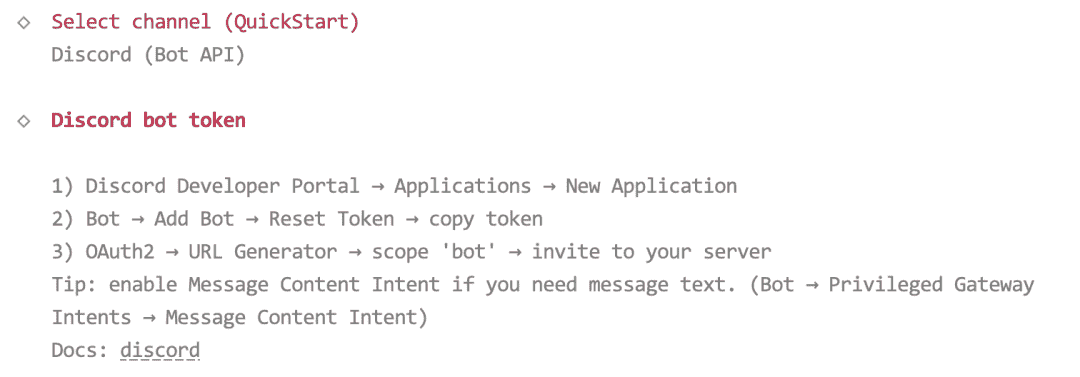 ◇ Select channel (QuickStart)
Discord (Bot API)
◇ Discord bot token
1) Discord Developer Portal → Applications → New Application
2) Bot → Add Bot → Reset Token → copy token
3) OAuth2 → URL Generator → scope 'bot' → invite to your server
Tip: enable Message Content Intent if you need message text. (Bot → Privileged Gateway
Intents → Message Content Intent)
Docs: discord